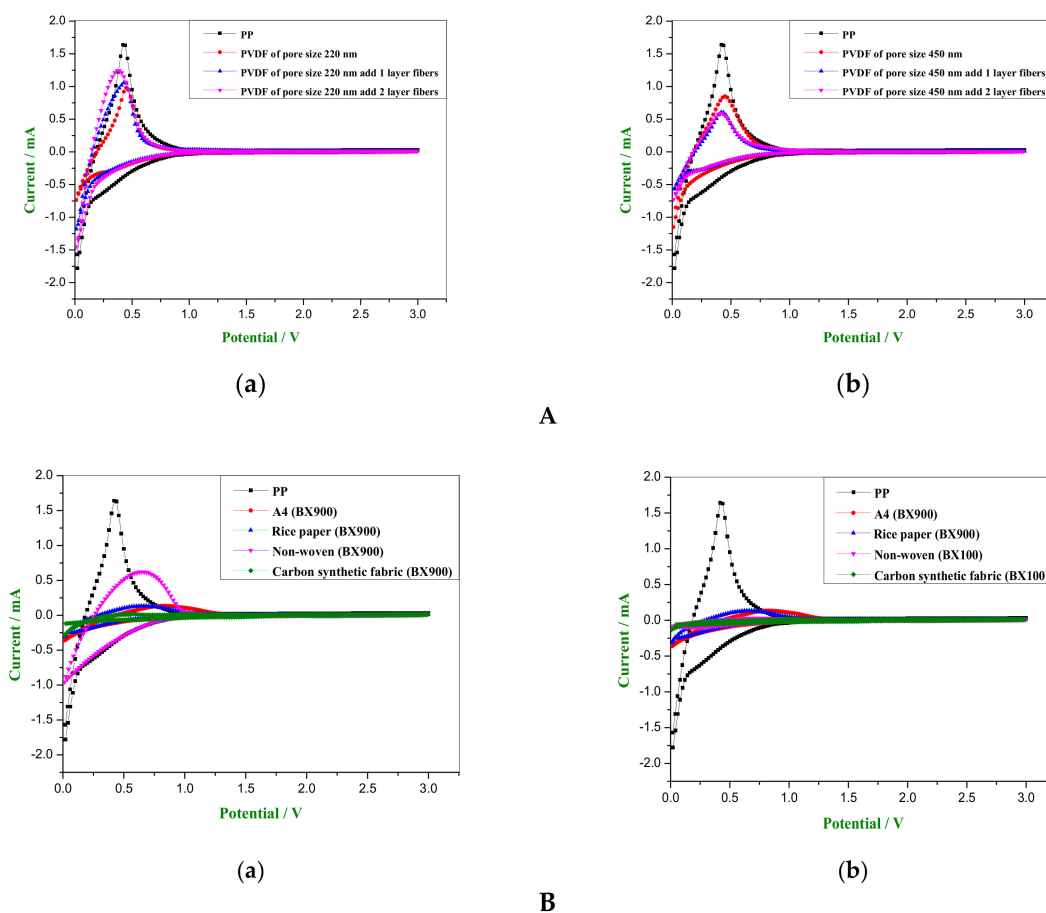 2.0
1.5
1.0
0.5
0.0
-0.5
-1.0
-1.5
-2.0
Current / mA
PP
PVDF of pore size 220 nm
PVDF of pore size 220 nm add 1 layer fibers
PVDF of pore size 220 nm add 2 layer fibers
0.0 0.5 1.0 1.5 2.0 2.5 3.0
Potential / V
(a)
2.0
1.5
1.0
0.5
0.0
-0.5
-1.0
-1.5
-2.0
Current / mA
PP
PVDF of pore size 450 nm
PVDF of pore size 450 nm add 1 layer fibers
PVDF of pore size 450 nm add 2 layer fibers
0.0 0.5 1.0 1.5 2.0 2.5 3.0
Potential / V
(b)
A
2.0
1.5
1.0
0.5
0.0
-0.5
-1.0
-1.5
-2.0
Current / mA
PP
A4 (BX900)
Rice paper (BX900)
Non-woven (BX900)
Carbon synthetic fabric (BX900)
0.0 0.5 1.0 1.5 2.0 2.5 3.0
Potential / V
(a)
2.0
1.5
1.0
0.5
0.0
-0.5
-1.0
-1.5
-2.0
Current / mA
PP
A4 (BX900)
Rice paper (BX900)
Non-woven (BX100)
Carbon synthetic fabric (BX100
0.0 0.5 1.0 1.5 2.0 2.5 3.0
Potential / V
(b)
B